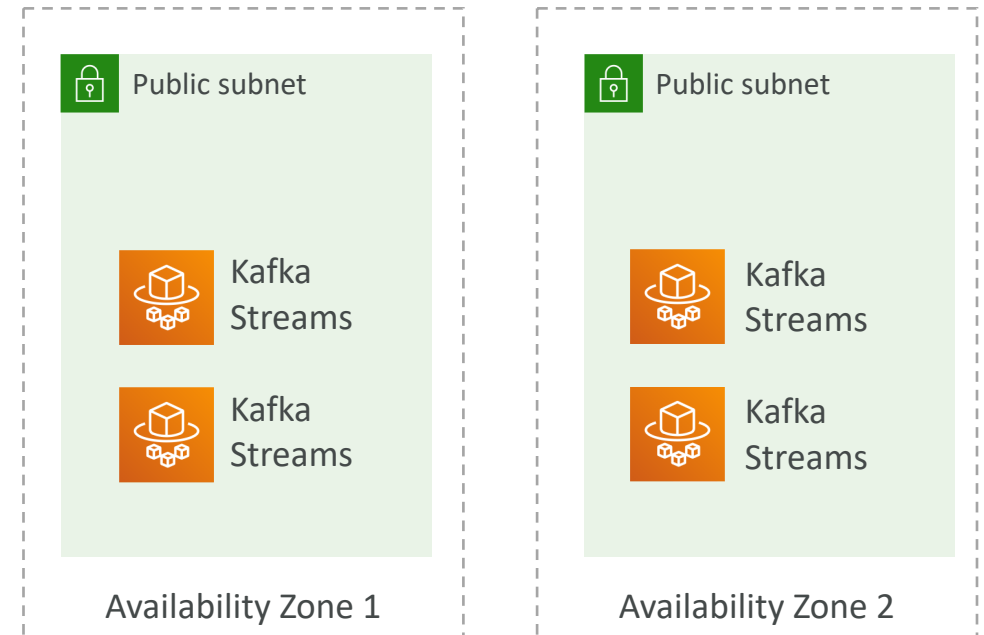 Public subnet
Kafka
Streams
Kafka
Streams
Availability Zone 1
Public subnet
Kafka
Streams
Kafka
Streams
Availability Zone 2